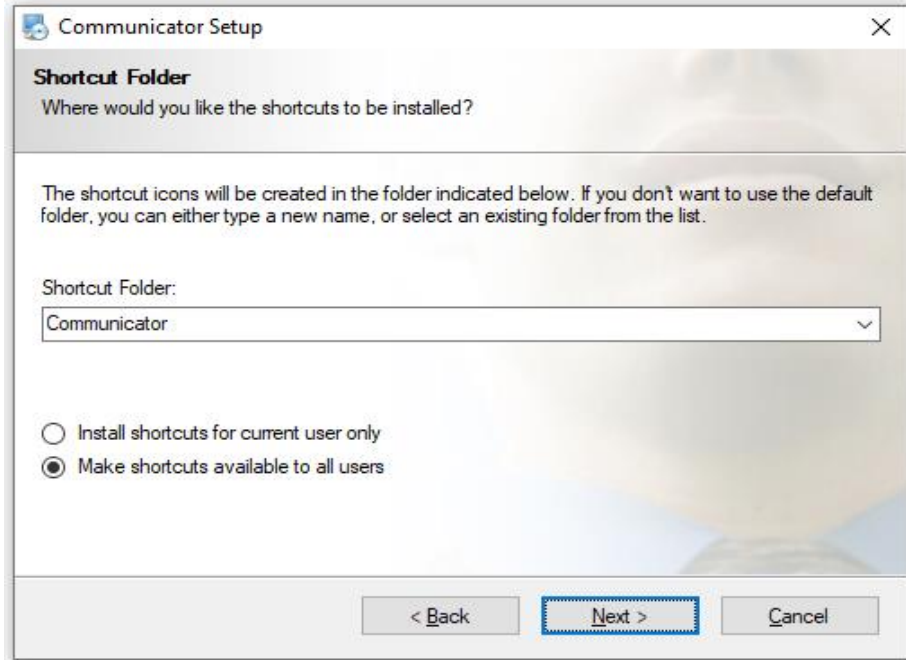 Communicator Setup
Shortcut Folder
Where would you like the shortcuts to be installed?
The shortcut icons will be created in the folder indicated below. If you don't want to use the default
folder, you can either type a new name, or select an existing folder from the list.
Shortcut Folder:
Communicator
Install shortcuts for current user only
Make shortcuts available to all users
< Back Next > Cancel